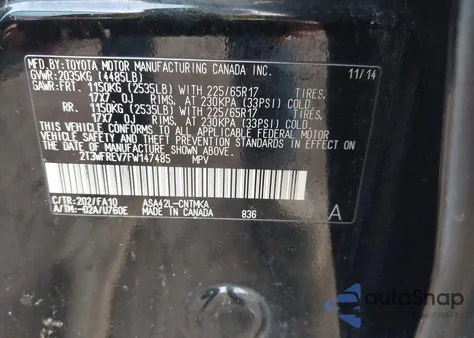 MFD.BY:TOYOTA MOTOR MANUFACTURING CANADA INC. 11/14
GVWR:2035KG (4485LB)
GAWR:FRT. 1150KG (2535LB) WITH 225/65R17 TIRES,
17X7 OJ RIMS, AT 230KPA (33PSI) COLD.
RR. 1150KG (2535LB) WITH 225/65R17 TIRES,
17X7 OJ RIMS, AT 230KPA (33PSI) COLD.
THIS VEHICLE CONFORMS TO ALL APPLICABLE FEDERAL MOTOR
VEHICLE SAFETY AND THEFT PREVENTION STANDARDS IN EFFECT
ON THE DATE OF MANUFACTURE SHOWN ABOVE.
2T3WFREV7FW147485 MPV
C/TR:202/FA10 ASA42L-CNTMKA
A/TM:-02A/U760E MADE IN CANADA 836 A
autoSnap